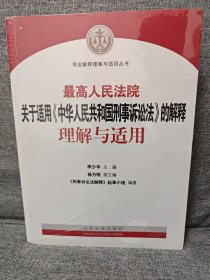 司法解释理解与适用丛书
最高人民法院
关于适用《中华人民共和国刑事诉讼法》的解释
理解与适用
李少平 主编
杨万明 副主编
《刑事诉讼法解释》起草小组 编著
人民法院出版社